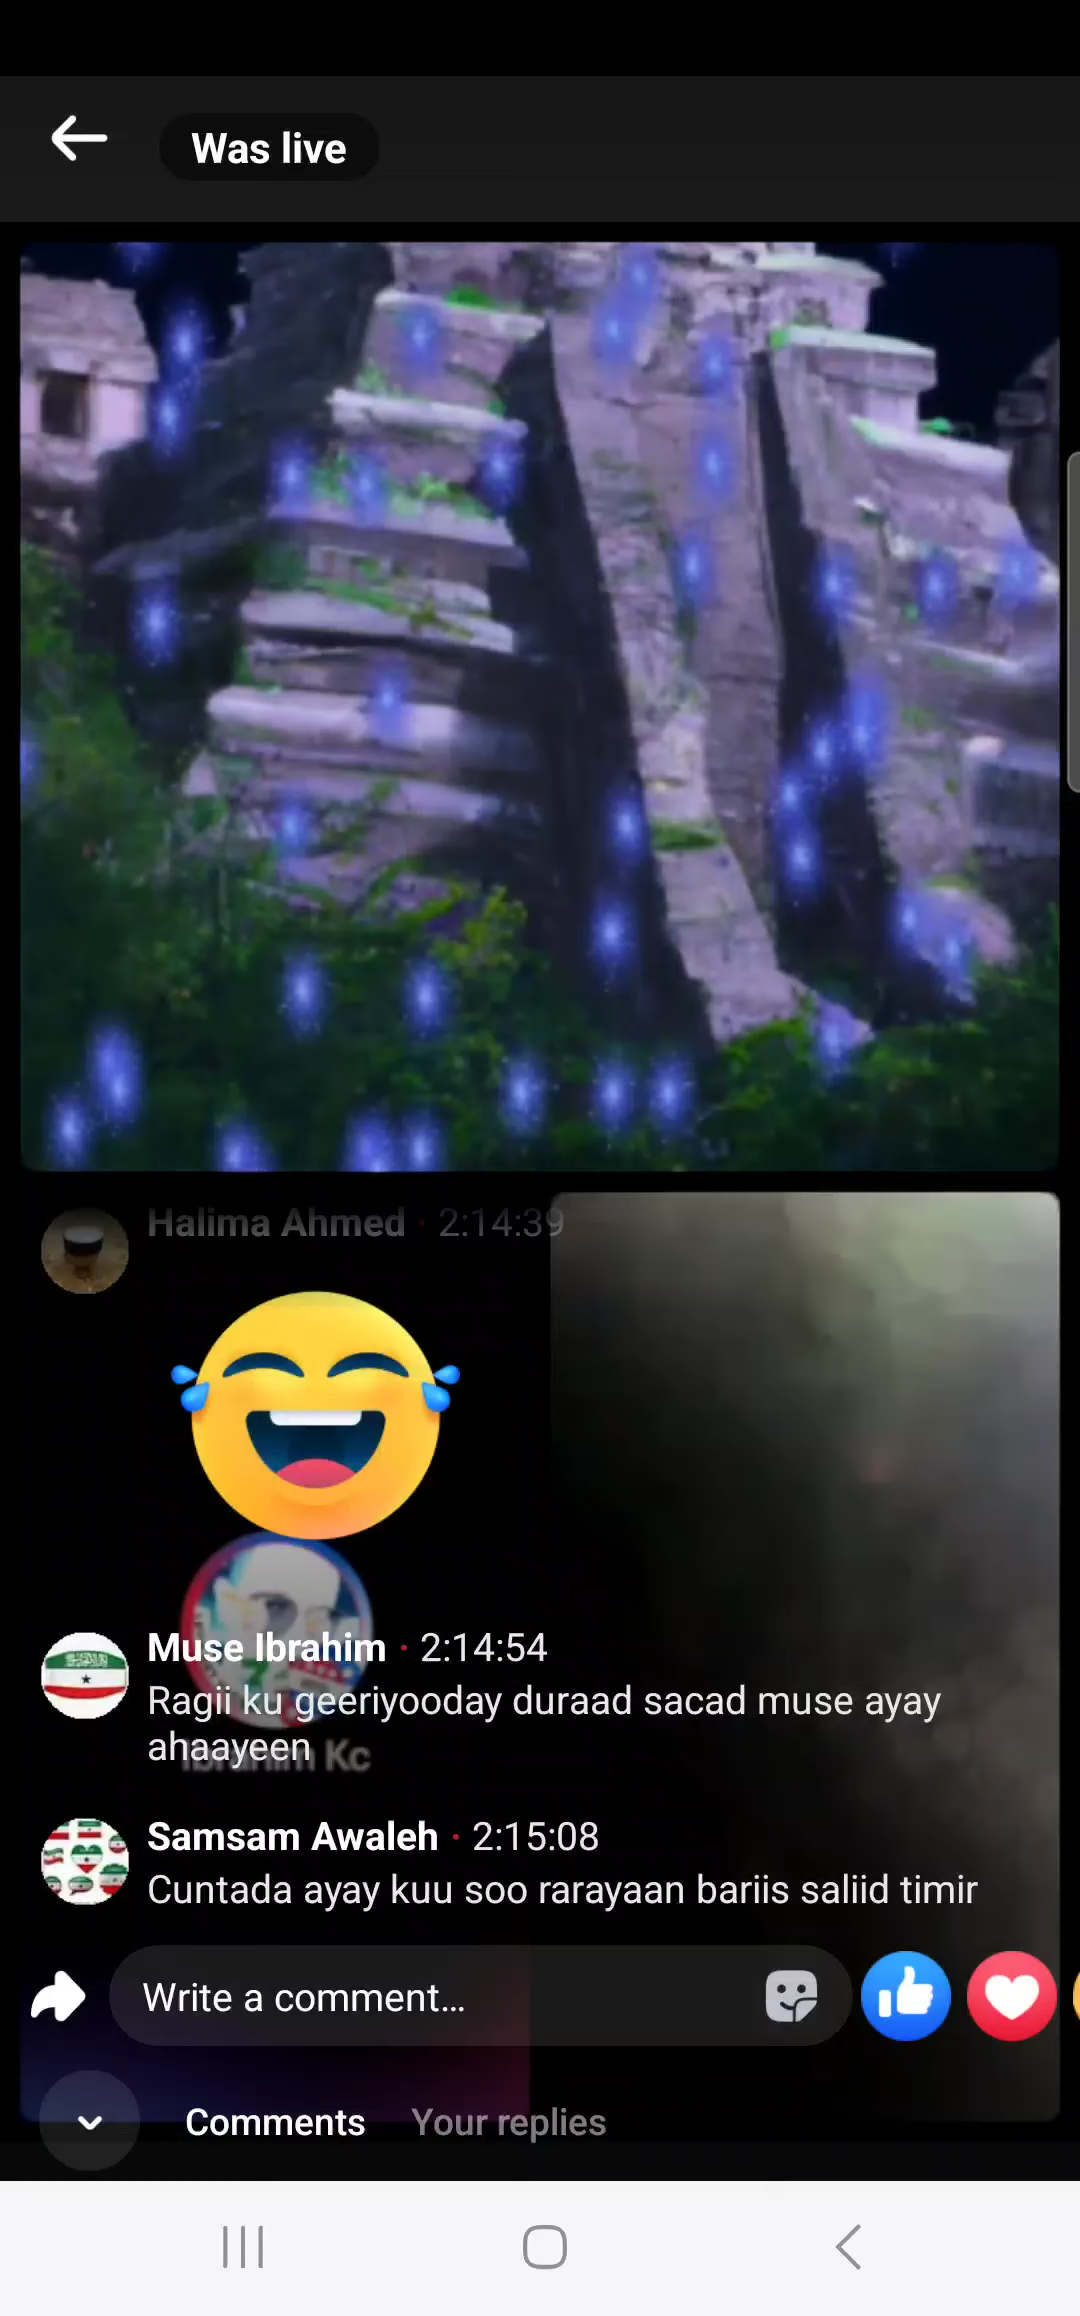 Was live
Halima Ahmed · 2:14:39
Muse Ibrahim · 2:14:54
Ragii ku geeriyooday duraad sacad muse ayay
ahaayeen
Ibrahim Kc
Samsam Awaleh · 2:15:08
Cuntada ayay kuu soo rarayaan bariis saliid timir
Write a comment...
Comments Your replies